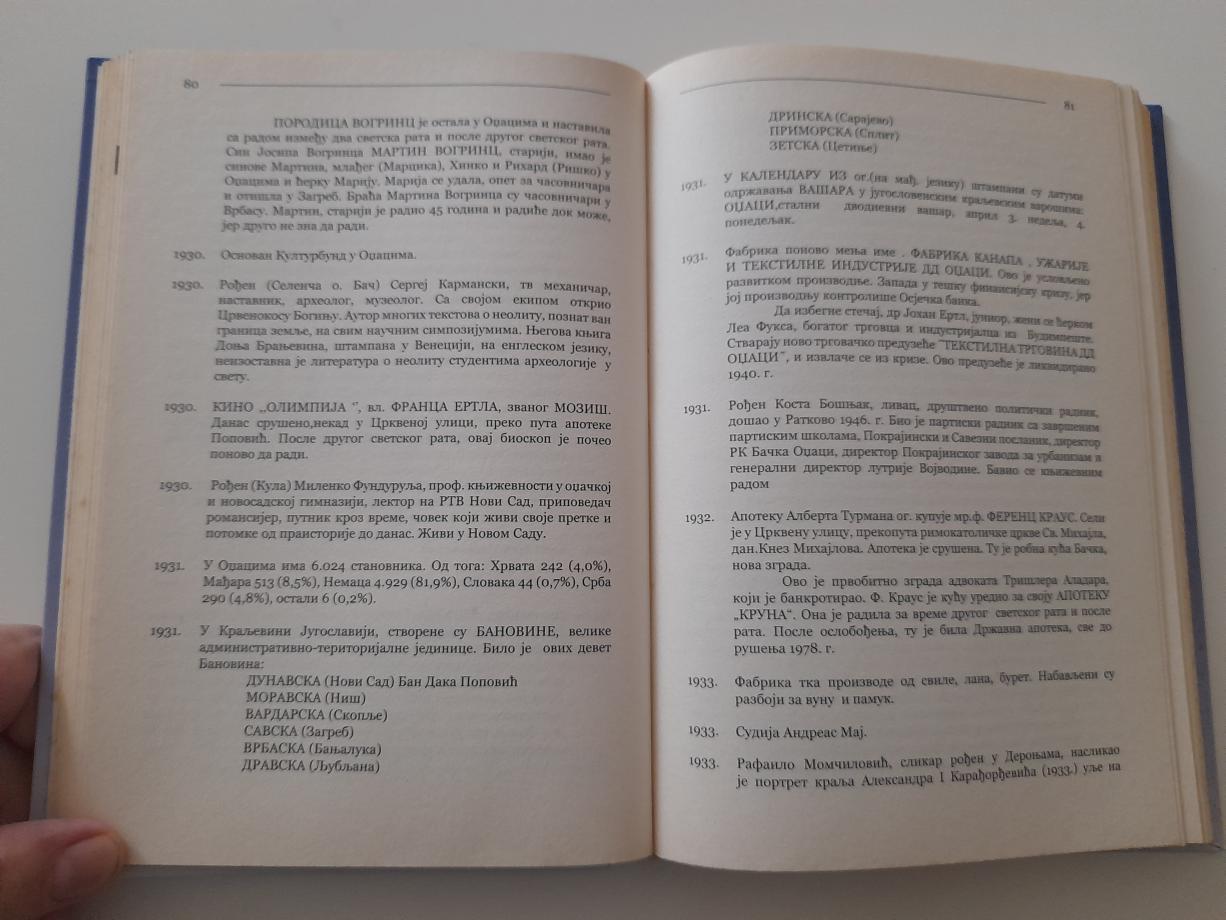 80
ПОРОДИЦА ВОГРИНЦ је остала у Оџацима и наставила
са радом између два светска рата и после другог светског рата.
Син Јосипа Вогринца МАРТИН ВОГРИНЦ, старији, имао је
синове Мартина, млађег (Марцика), Хинко и Рихард (Ришко) у
Оџацима и ћерку Марију. Марија се удала, опет за часовничара
и отишла у Загреб. Браћа Мартина Вогринца су часовничари у
Врбасу. Мартин, старији је радио 45 година и радиће док може,
јер друго не зна да ради.
1930. Основан Културбунд у Оџацима.
1930. Рођен (Селенча о. Бач) Сергеј Кармански, тв механичар,
наставник, археолог, музеолог. Са својом екипом открио
Црвенокосу Богињу. Аутор многих текстова о неолиту, познат ван
граница земље, на свим научним симпозијумима. Његова књига
Доња Брањевина, штампана у Венецији, на енглеском језику,
неизоставна је литература о неолиту студентима археологије у
свету.
1930. КИНО „ОЛИМПИЈА “, вл. ФРАНЦА ЕРТЛА, званог МОЗИШ.
Данас срушено,некад у Црквеној улици, преко пута апотеке
Поповић. После другог светског рата, овај биоскоп је почео
поново да ради.
1930. Рођен (Кула) Миленко Фундуруља, проф. књижевности у оџачкој
и новосадској гимназији, лектор на РТВ Нови Сад, приповедач
романсијер, путник кроз време, човек који живи своје претке и
потомке од праисторије до данас. Живи у Новом Саду.
1931. У Оџацима има 6.024 становника. Од тога: Хрвата 242 (4,0%),
Мађара 513 (8,5%), Немаца 4.929 (81,9%), Словака 44 (0,7%), Срба
290 (4,8%), остали 6 (0,2%).
1931. У Краљевини Југославији, створене су БАНОВИНЕ, велике
административно-територијалне јединице. Било је ових девет
Бановина:
ДУНАВСКА (Нови Сад) Бан Дака Поповић
МОРАВСКА (Ниш)
ВАРДАРСКА (Скопље)
САВСКА (Загреб)
ВРБАСКА (Бањалука)
ДРАВСКА (Љубљана)
81
ДРИНСКА (Сарајево)
ПРИМОРСКА (Сплит)
ЗЕТСКА (Цетиње)
1931. У КАЛЕНДАРУ ИЗ ог.(на мађ. језику) штампани су датуми
одржавања ВАШАРА у југословенским краљевским варошима:
ОЏАЦИ,стални дводневни вашар, април 3. недеља, 4.
понедељак.
1931. Фабрика поново мења име . ФАБРИКА КАНАПА . УЖАРИЈЕ
И ТЕКСТИЛНЕ ИНДУСТРИЈЕ ДД ОЏАЦИ. Ово је условљено
развитком производње. Запада у тешку финансијску кризу, јер
јој производњу контролише Осјечка банка.
Да избегне стечај, др Јохан Ертл, јуниор, жени се ћерком
Леа Фукса, богатог трговца и индустријалца из Будимпеште.
Стварају ново трговачко предузеће ˝ТЕКСТИЛНА ТРГОВИНА ДД
ОЏАЦИ˝, и извлаче се из кризе. Ово предузеће је ликвидирано
1940. г.
1931. Рођен Коста Бошњак, ливац, друштвено политички радник,
дошао у Ратково 1946. г. Био је партиски радник са завршеним
партиским школама, Покрајински и Савезни посланик, директор
РК Бачка Оџаци, директор Покрајинског завода за урбанизам и
генерални директор лутрије Војводине. Бавио се књижевним
радом
1932. Апотеку Алберта Турмана ог. купује мр.ф. ФЕРЕНЦ КРАУС. Сели
је у Црквену улицу, прекопута римокатоличке цркве Св. Михајла,
дан.Кнез Михајлова. Апотека је срушена. Ту је робна кућа Бачка,
нова зграда.
Ово је првобитно зграда адвоката Тришлера Аладара,
који је банкротирао. Ф. Краус је кућу уредно за своју АПОТЕКУ
„КРУНА“. Она је радила за време другог светског рата и после
рата. После ослобођења, ту је била Државна апотека, све до
рушења 1978. г.
1933. Фабрика тка производе од свиле, лана, бурет. Набављени су
разбоји за вуну и памук.
1933. Судија Андреас Мај.
1933. Рафаило Момчиловић, сликар рођен у Дероњама, насликао
је портрет краља Александра I Карађорђевића (1933.) уље на